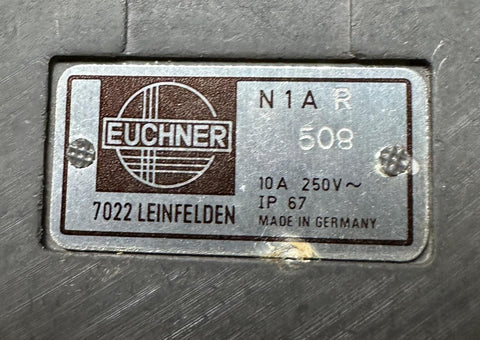 EUCHNER
7022 LEINFELDEN
N1A R
508
10A 250V~
IP 67
MADE IN GERMANY